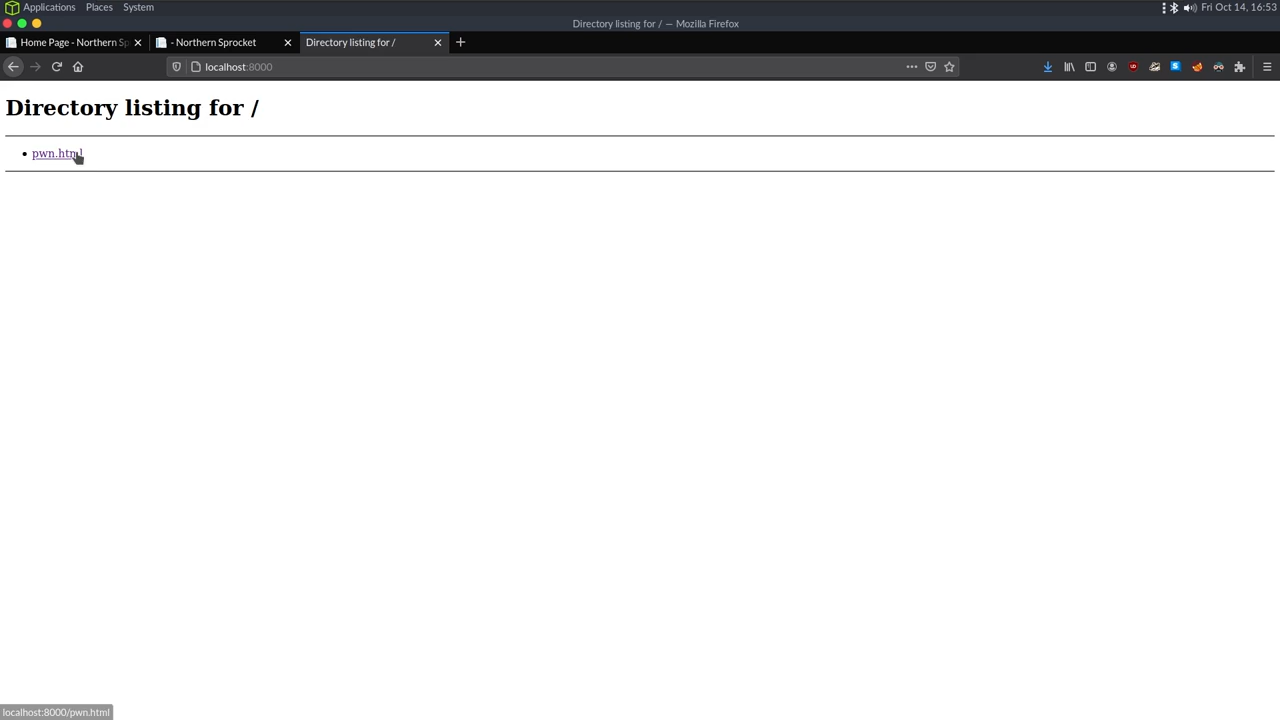 Applications Places System Fri Oct 14, 16:53
Directory listing for / — Mozilla Firefox
Home Page - Northern Sp - Northern Sprocket Directory listing for /
localhost:8000
Directory listing for /
pwn.html
localhost:8000/pwn.html